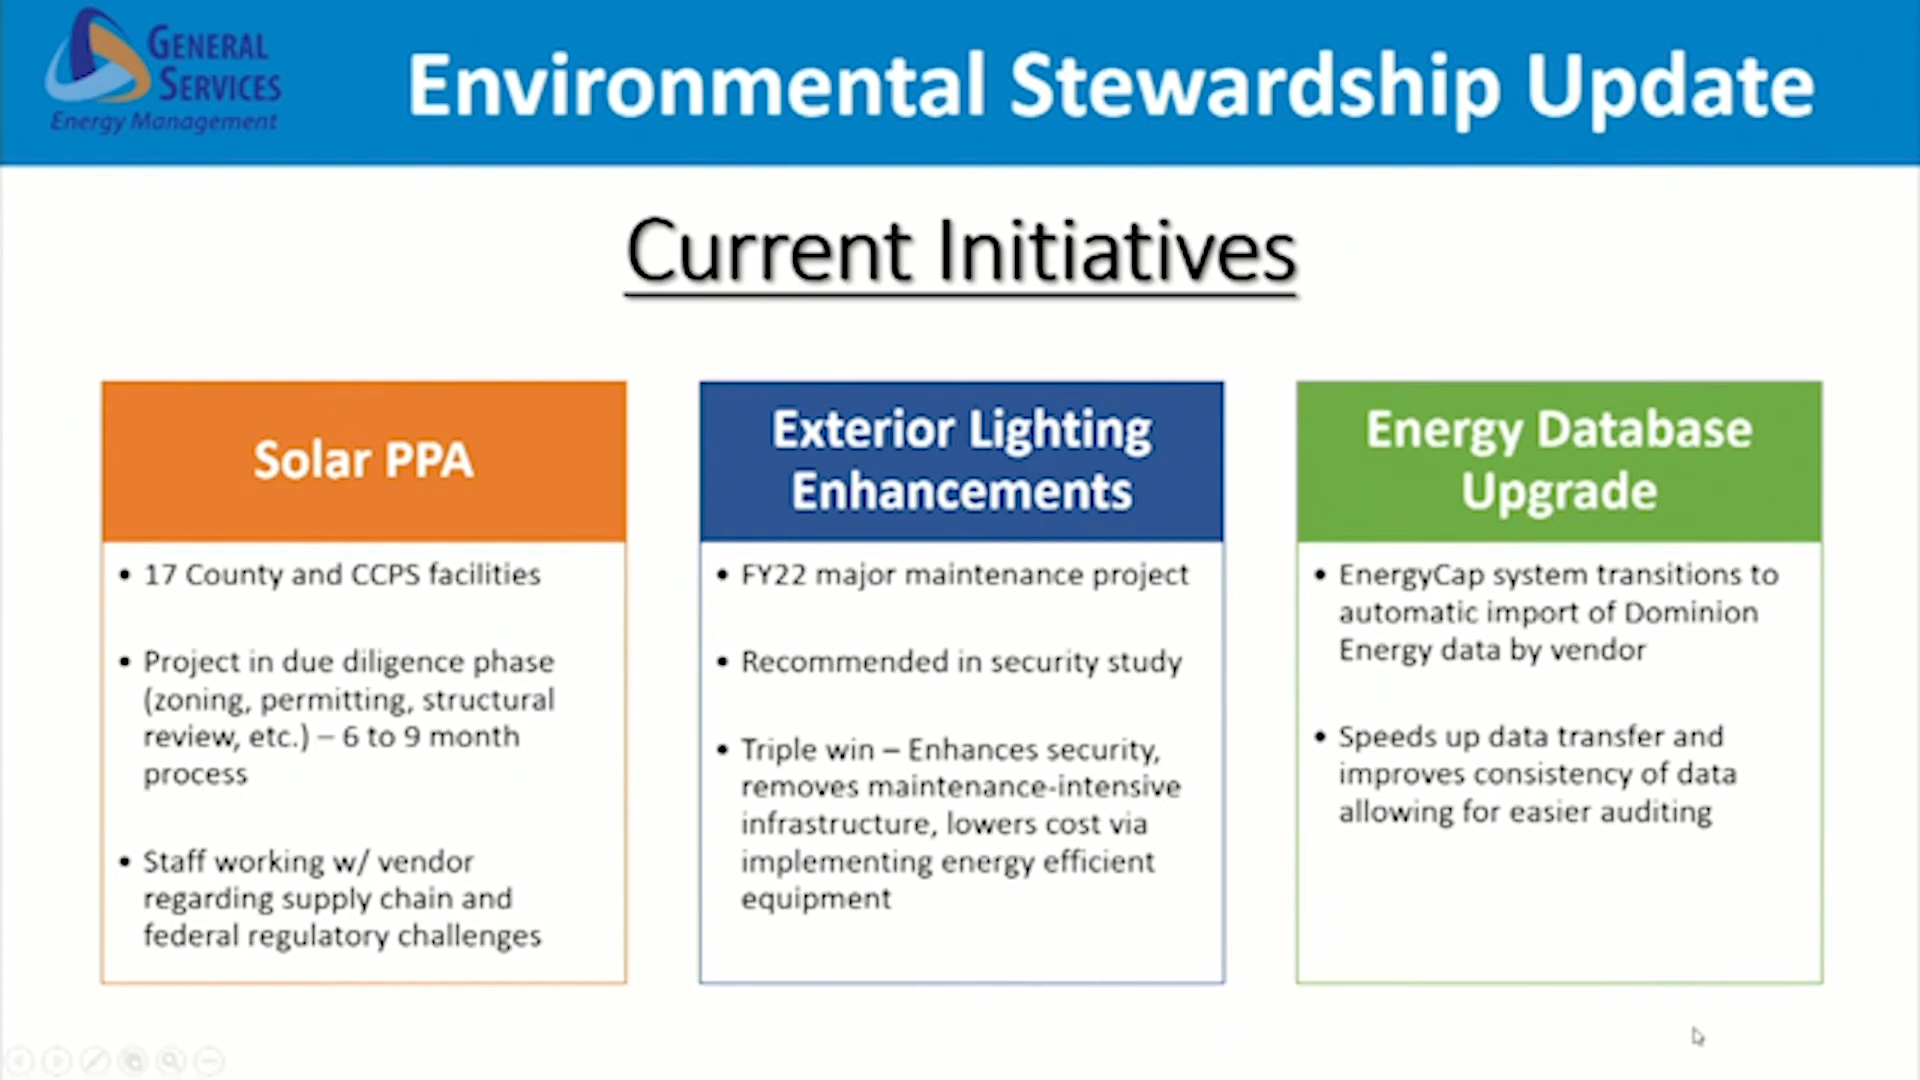 GENERAL
SERVICES
Energy Management
Environmental Stewardship Update
Current Initiatives
Solar PPA
• 17 County and CCPS facilities
• Project in due diligence phase
(zoning, permitting, structural
review, etc.) – 6 to 9 month
process
• Staff working w/ vendor
regarding supply chain and
federal regulatory challenges
Exterior Lighting
Enhancements
• FY22 major maintenance project
• Recommended in security study
• Triple win – Enhances security,
removes maintenance-intensive
infrastructure, lowers cost via
implementing energy efficient
equipment
Energy Database
Upgrade
• EnergyCap system transitions to
automatic import of Dominion
Energy data by vendor
• Speeds up data transfer and
improves consistency of data
allowing for easier auditing